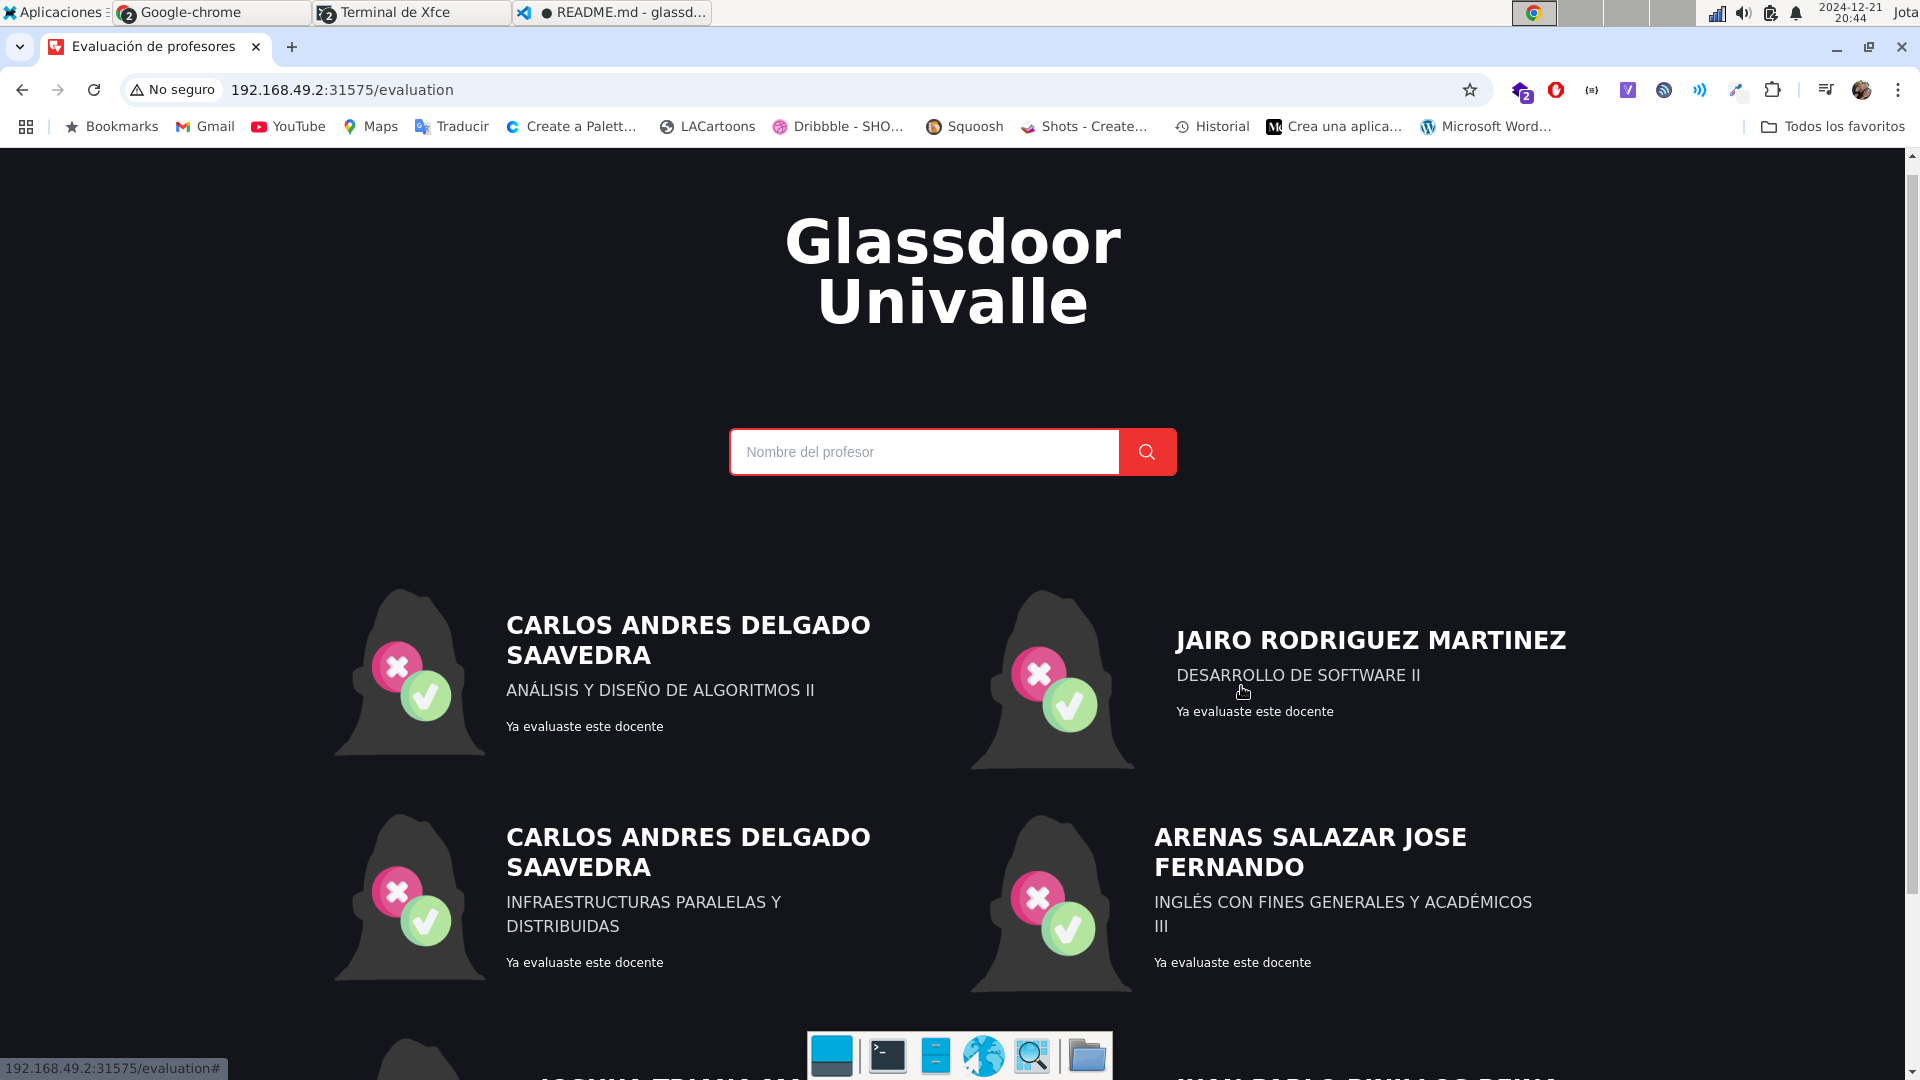 Aplicaciones
2 Google-chrome
2 Terminal de Xfce
● README.md - glassd...
2024-12-21
20:44
Jota
Evaluación de profesores
No seguro
192.168.49.2:31575/evaluation
2
Bookmarks
Gmail
YouTube
Maps
Traducir
Create a Palett...
LACartoons
Dribbble - SHO...
Squoosh
Shots - Create...
Historial
Crea una aplica...
Microsoft Word...
Todos los favoritos
Glassdoor
Univalle
Nombre del profesor
CARLOS ANDRES DELGADO
SAAVEDRA
ANÁLISIS Y DISEÑO DE ALGORITMOS II
Ya evaluaste este docente
JAIRO RODRIGUEZ MARTINEZ
DESARROLLO DE SOFTWARE II
Ya evaluaste este docente
CARLOS ANDRES DELGADO
SAAVEDRA
INFRAESTRUCTURAS PARALELAS Y
DISTRIBUIDAS
Ya evaluaste este docente
ARENAS SALAZAR JOSE
FERNANDO
INGLÉS CON FINES GENERALES Y ACADÉMICOS
III
Ya evaluaste este docente
192.168.49.2:31575/evaluation#